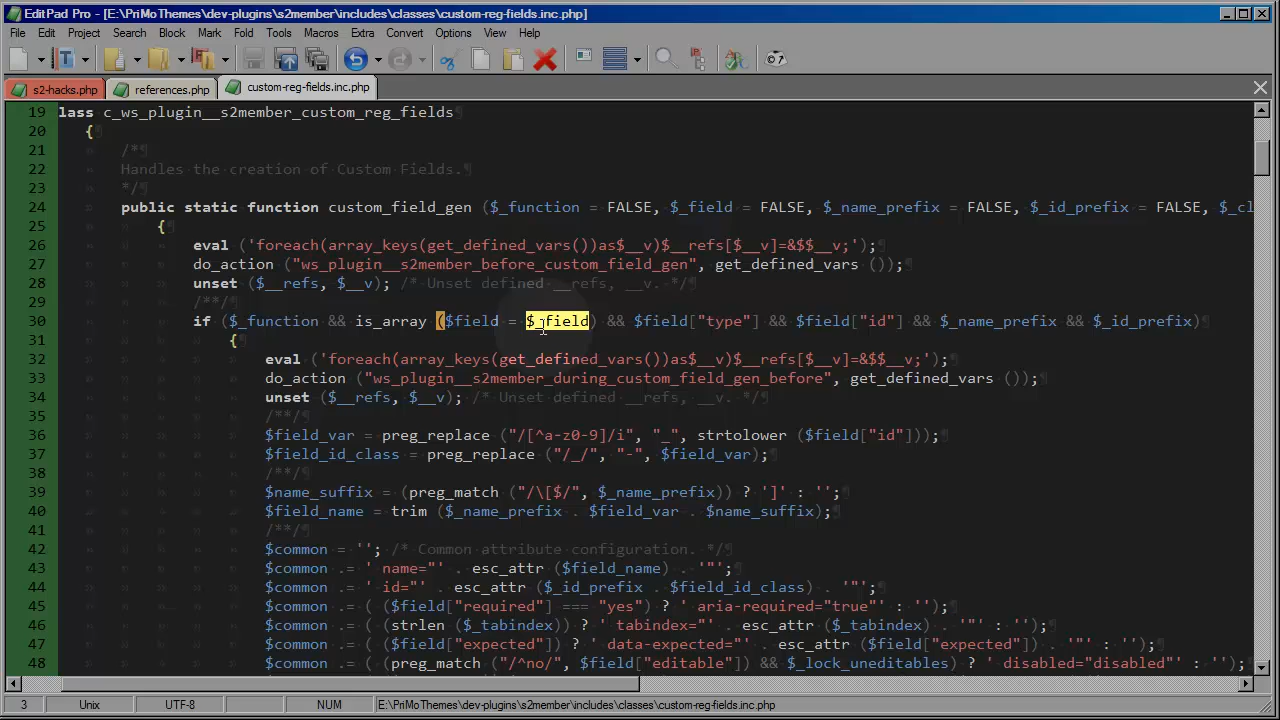 EditPad Pro - [E:\PriMoThemes\dev-plugins\s2member\includes\classes\custom-reg-fields.inc.php]
File Edit Project Search Block Mark Fold Tools Macros Extra Convert Options View Help
s2-hacks.php references.php custom-reg-fields.inc.php
19 lass c_ws_plugin__s2member_custom_reg_fields¶
20 {¶
21 /*¶
22 Handles the creation of Custom Fields.¶
23 */¶
24 public static function custom_field_gen ($_function = FALSE, $_field = FALSE, $_name_prefix = FALSE, $_id_prefix = FALSE, $_cl
25 {¶
26 eval ('foreach(array_keys(get_defined_vars())as$__v)$__refs[$__v]=&$$__v;');¶
27 do_action ("ws_plugin__s2member_before_custom_field_gen", get_defined_vars ());¶
28 unset ($__refs, $__v); /* Unset defined __refs, __v. */¶
29 /**/¶
30 if ($_function && is_array ($field = $_field) && $field["type"] && $field["id"] && $_name_prefix && $_id_prefix)¶
31 {¶
32 eval ('foreach(array_keys(get_defined_vars())as$__v)$__refs[$__v]=&$$__v;');¶
33 do_action ("ws_plugin__s2member_during_custom_field_gen_before", get_defined_vars ());¶
34 unset ($__refs, $__v); /* Unset defined __refs, __v. */¶
35 /**/¶
36 $field_var = preg_replace ("/[^a-z0-9]/i", "_", strtolower ($field["id"]));¶
37 $field_id_class = preg_replace ("/_/", "-", $field_var);¶
38 /**/¶
39 $name_suffix = (preg_match ("/\[$/", $_name_prefix)) ? ']' : '';¶
40 $field_name = trim ($_name_prefix . $field_var . $name_suffix);¶
41 /**/¶
42 $common = ''; /* Common attribute configuration. */¶
43 $common .= ' name="' . esc_attr ($field_name) . '"';¶
44 $common .= ' id="' . esc_attr ($_id_prefix . $field_id_class) . '"';¶
45 $common .= ( ($field["required"] === "yes") ? ' aria-required="true"' : '');¶
46 $common .= ( (strlen ($_tabindex)) ? ' tabindex="' . esc_attr ($_tabindex) . '"' : '');¶
47 $common .= ( ($field["expected"]) ? ' data-expected="' . esc_attr ($field["expected"]) . '"' : '');¶
48 $common .= ( (preg_match ("/^no/", $field["editable"]) && $_lock_uneditables) ? ' disabled="disabled"' : '');¶
3 Unix UTF-8 NUM E:\PriMoThemes\dev-plugins\s2member\includes\classes\custom-reg-fields.inc.php